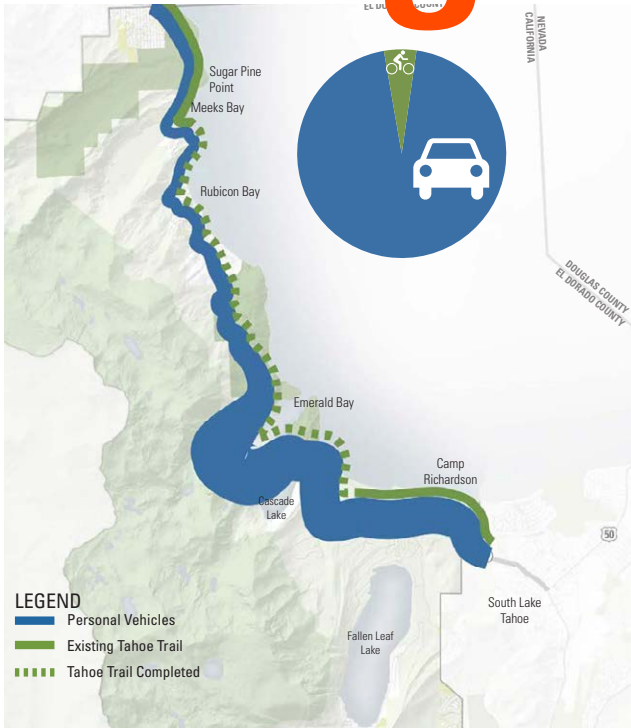 NEVADA
CALIFORNIA
Sugar Pine
Point
Meeks Bay
Rubicon Bay
DOUGLAS COUNTY
EL DORADO COUNTY
Emerald Bay
Camp
Richardson
Cascade
Lake
50
South Lake
Tahoe
Fallen Leaf
Lake
LEGEND
Personal Vehicles
Existing Tahoe Trail
Tahoe Trail Completed